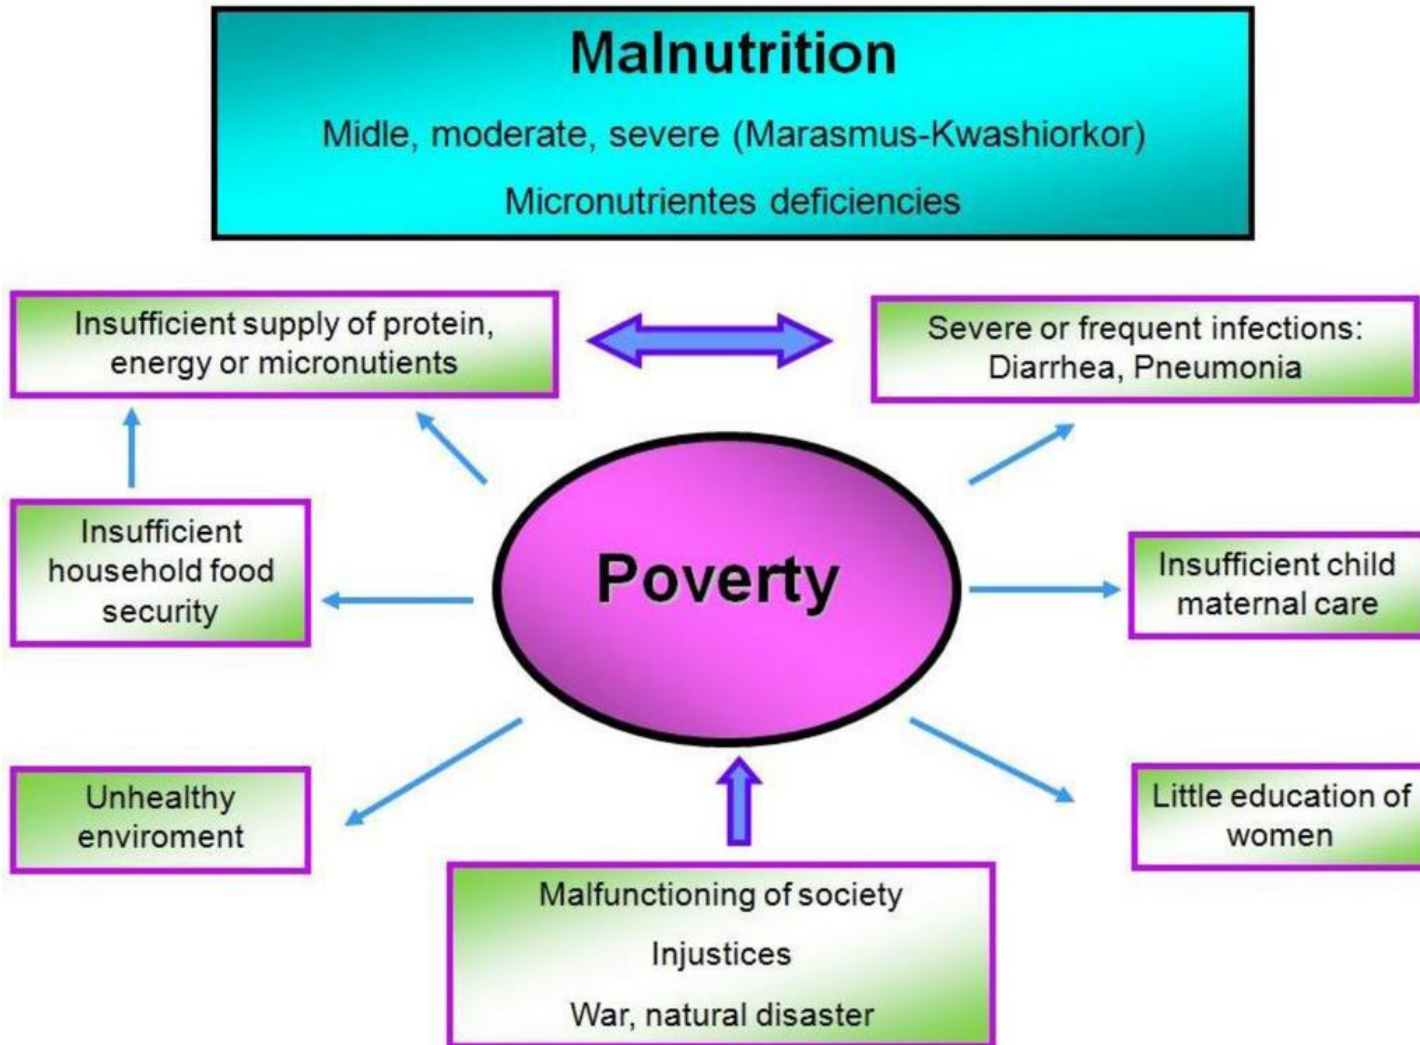 Malnutrition
Midle, moderate, severe (Marasmus-Kwashiorkor)
Micronutrientes deficiencies
Insufficient supply of protein,
energy or micronutients
Severe or frequent infections:
Diarrhea, Pneumonia
Insufficient
household food
security
Poverty
Insufficient child
maternal care
Unhealthy
enviroment
Little education of
women
Malfunctioning of society
Injustices
War, natural disaster